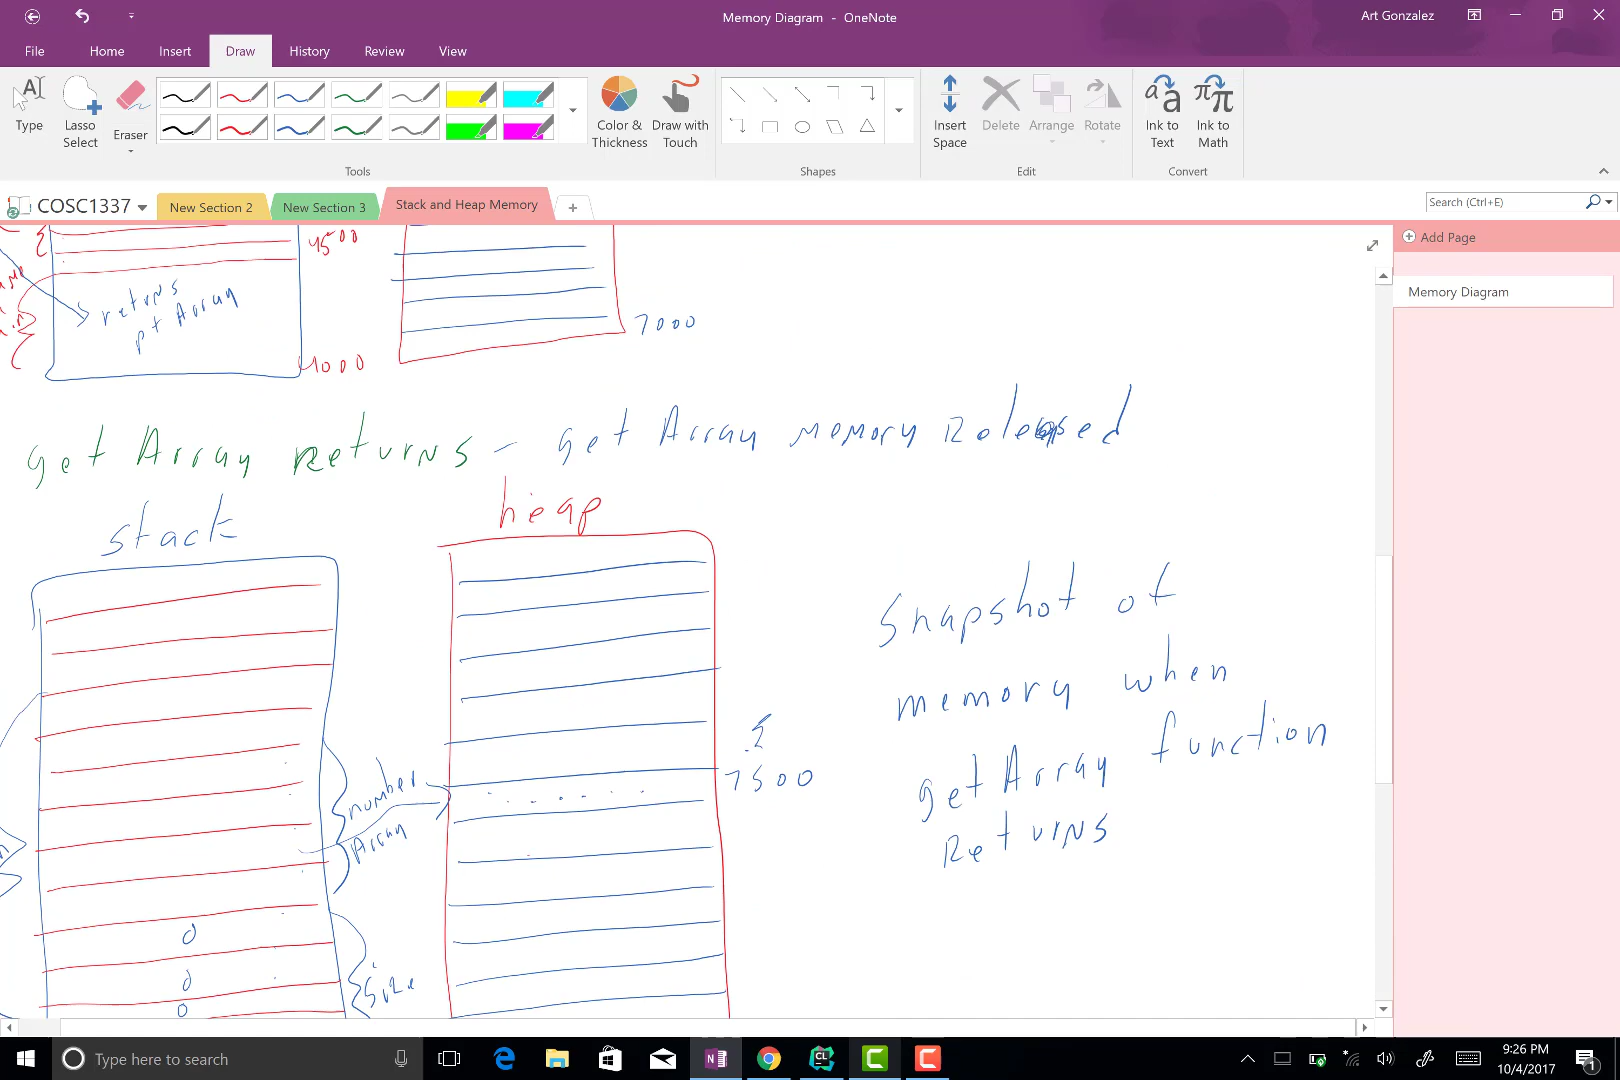 Memory Diagram - OneNote
Art Gonzalez
File
Home
Insert
Draw
History
Review
View
Type
Lasso
Select
Eraser
Color &
Thickness
Draw with
Touch
Insert
Space
Delete
Arrange
Rotate
Ink to
Text
Ink to
Math
Tools
Shapes
Edit
Convert
COSC1337
New Section 2
New Section 3
Stack and Heap Memory
Search (Ctrl+E)
Add Page
Memory Diagram
4500
returns
pt Array
4000
7000
get Array Returns - get Array Memory Released
stack
heap
Snapshot of
memory when
getArray function
Returns
7500
number
Array
0
0
0
Size
Type here to search
9:26 PM
10/4/2017
1